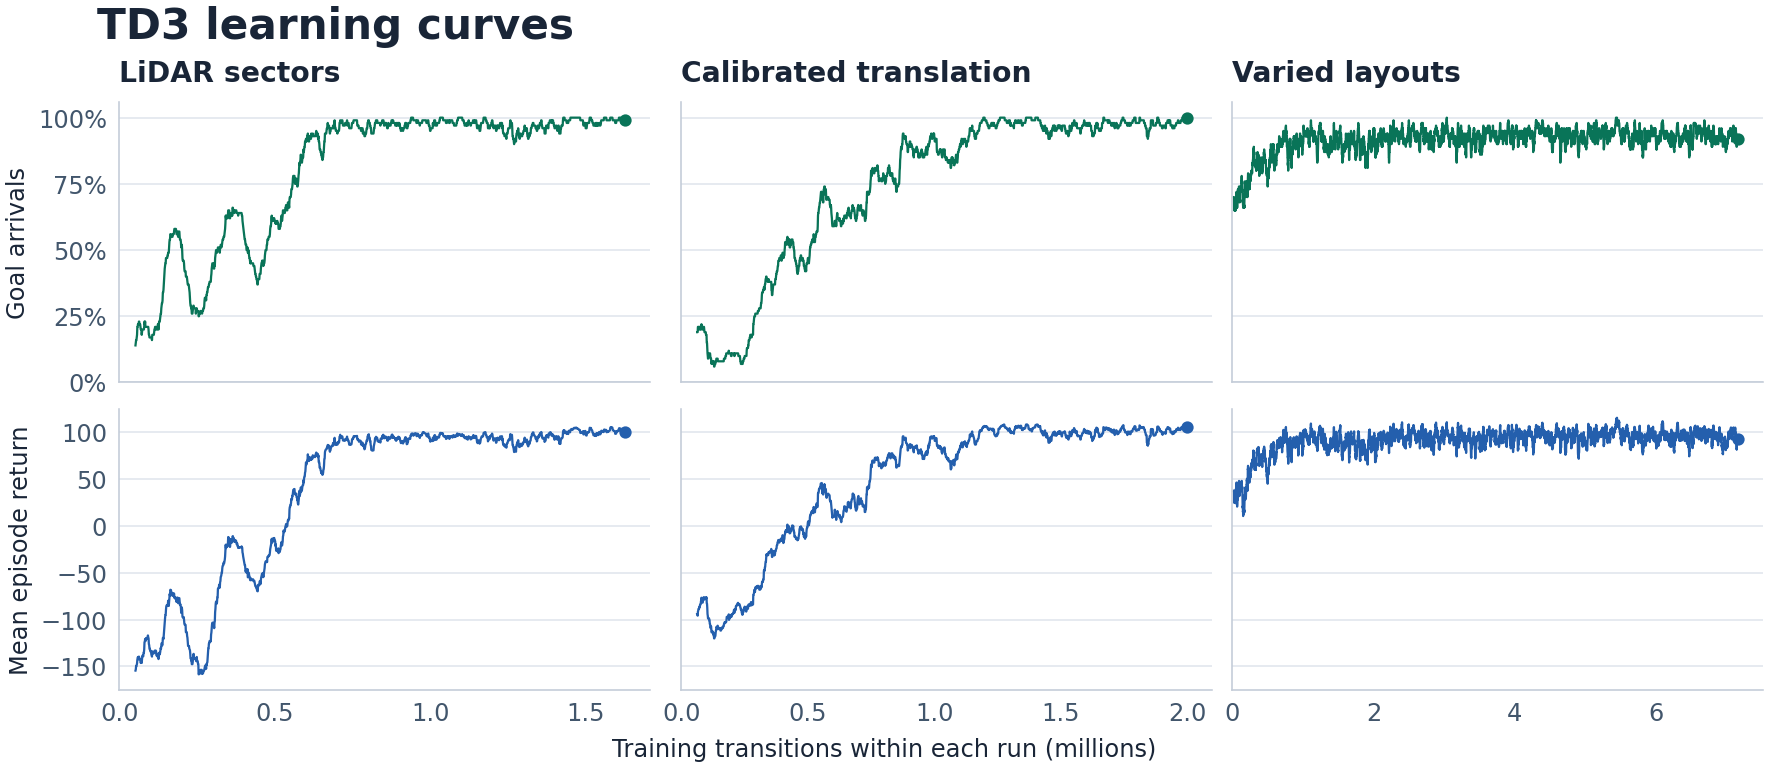 TD3 learning curves
LiDAR sectors
Calibrated translation
Varied layouts
Goal arrivals
100%
75%
50%
25%
0%
Mean episode return
100
50
0
−50
−100
−150
0.0 0.5 1.0 1.5
0.0 0.5 1.0 1.5 2.0
0 2 4 6
Training transitions within each run (millions)